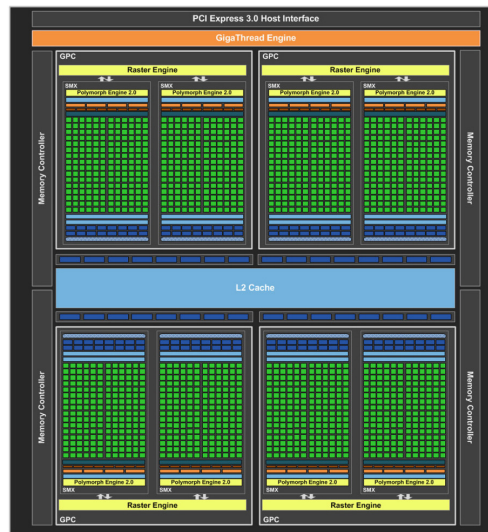 PCI Express 3.0 Host Interface
GigaThread Engine
GPC
GPC
Raster Engine
Raster Engine
SMX
SMX
SMX
SMX
Polymorph Engine 2.0
Polymorph Engine 2.0
Polymorph Engine 2.0
Polymorph Engine 2.0
Memory Controller
Memory Controller
L2 Cache
Memory Controller
Memory Controller
Polymorph Engine 2.0
Polymorph Engine 2.0
Polymorph Engine 2.0
Polymorph Engine 2.0
SMX
SMX
SMX
SMX
Raster Engine
Raster Engine
GPC
GPC